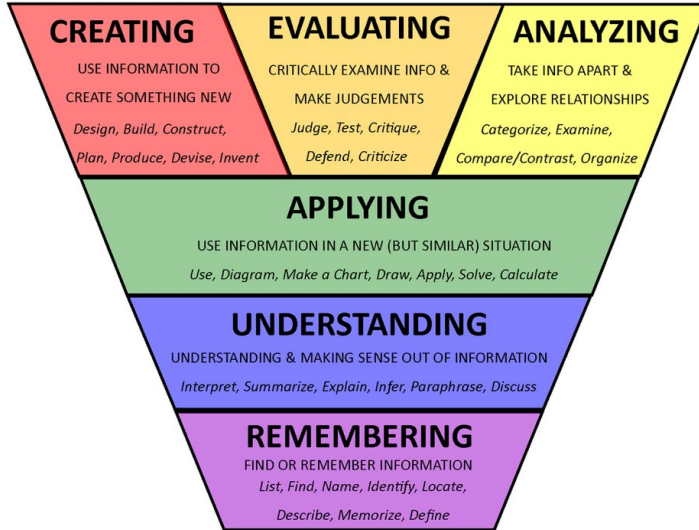 CREATING
USE INFORMATION TO
CREATE SOMETHING NEW
Design, Build, Construct,
Plan, Produce, Devise, Invent
EVALUATING
CRITICALLY EXAMINE INFO &
MAKE JUDGEMENTS
Judge, Test, Critique,
Defend, Criticize
ANALYZING
TAKE INFO APART &
EXPLORE RELATIONSHIPS
Categorize, Examine,
Compare/Contrast, Organize
APPLYING
USE INFORMATION IN A NEW (BUT SIMILAR) SITUATION
Use, Diagram, Make a Chart, Draw, Apply, Solve, Calculate
UNDERSTANDING
UNDERSTANDING & MAKING SENSE OUT OF INFORMATION
Interpret, Summarize, Explain, Infer, Paraphrase, Discuss
REMEMBERING
FIND OR REMEMBER INFORMATION
List, Find, Name, Identify, Locate,
Describe, Memorize, Define